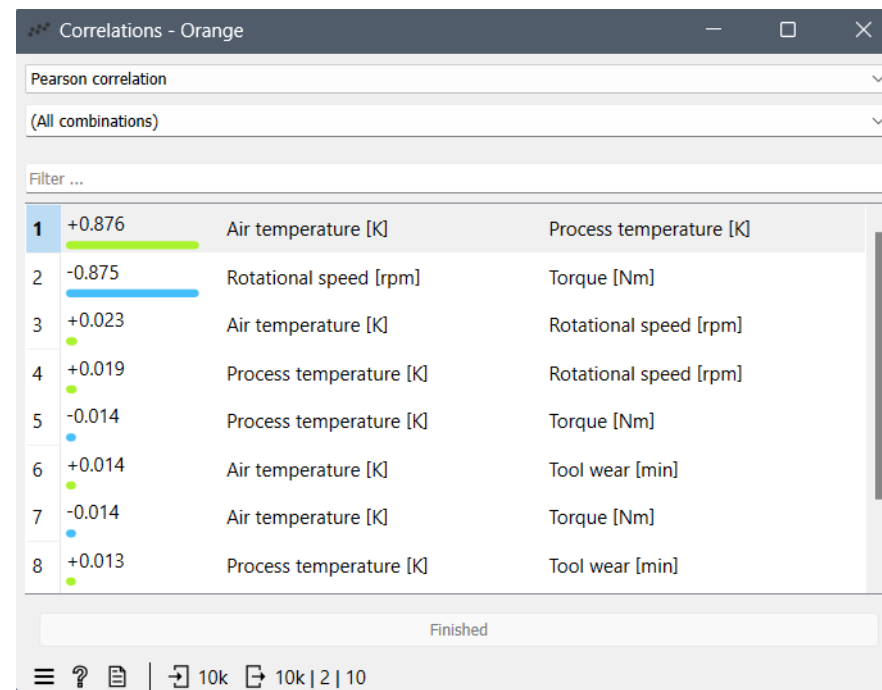 Correlations - Orange
Pearson correlation
(All combinations)
Filter ...
1 +0.876 Air temperature [K] Process temperature [K]
2 -0.875 Rotational speed [rpm] Torque [Nm]
3 +0.023 Air temperature [K] Rotational speed [rpm]
4 +0.019 Process temperature [K] Rotational speed [rpm]
5 -0.014 Process temperature [K] Torque [Nm]
6 +0.014 Air temperature [K] Tool wear [min]
7 -0.014 Air temperature [K] Torque [Nm]
8 +0.013 Process temperature [K] Tool wear [min]
Finished
? 10k 10k | 2 | 10